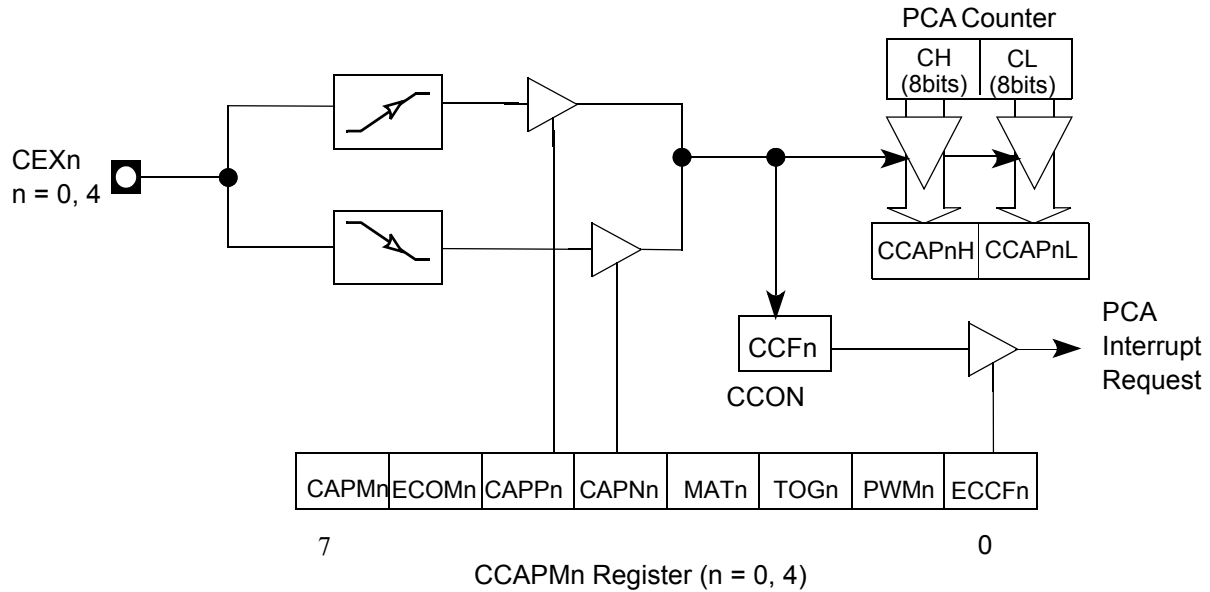 PCA Counter
CH
(8bits)
CL
(8bits)
CEXn
n = 0, 4
CCAPnH
CCAPnL
CCFn
CCON
PCA
Interrupt
Request
CAPMn
ECOMn
CAPPn
CAPNn
MATn
TOGn
PWMn
ECCFn
7
0
CCAPMn Register (n = 0, 4)